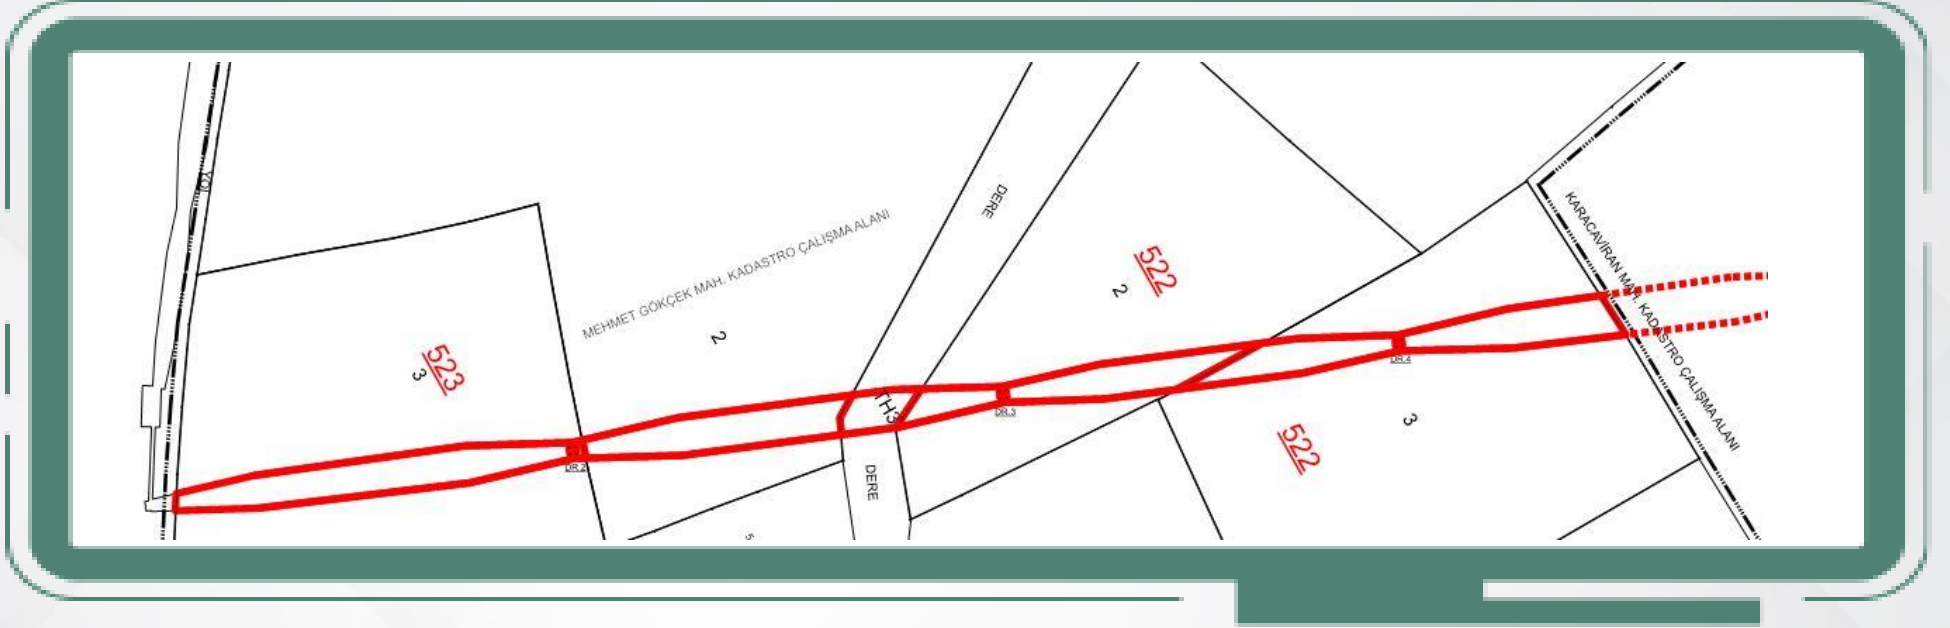 YOL
MEHMET GÖKÇEK MAH. KADASTRO ÇALIŞMA ALANI
2
523
3
DR.2
5
TH3
DERE
DERE
DR.3
522
2
DR.4
522
3
KARACAVİRAN MAH. KADASTRO ÇALIŞMA ALANI